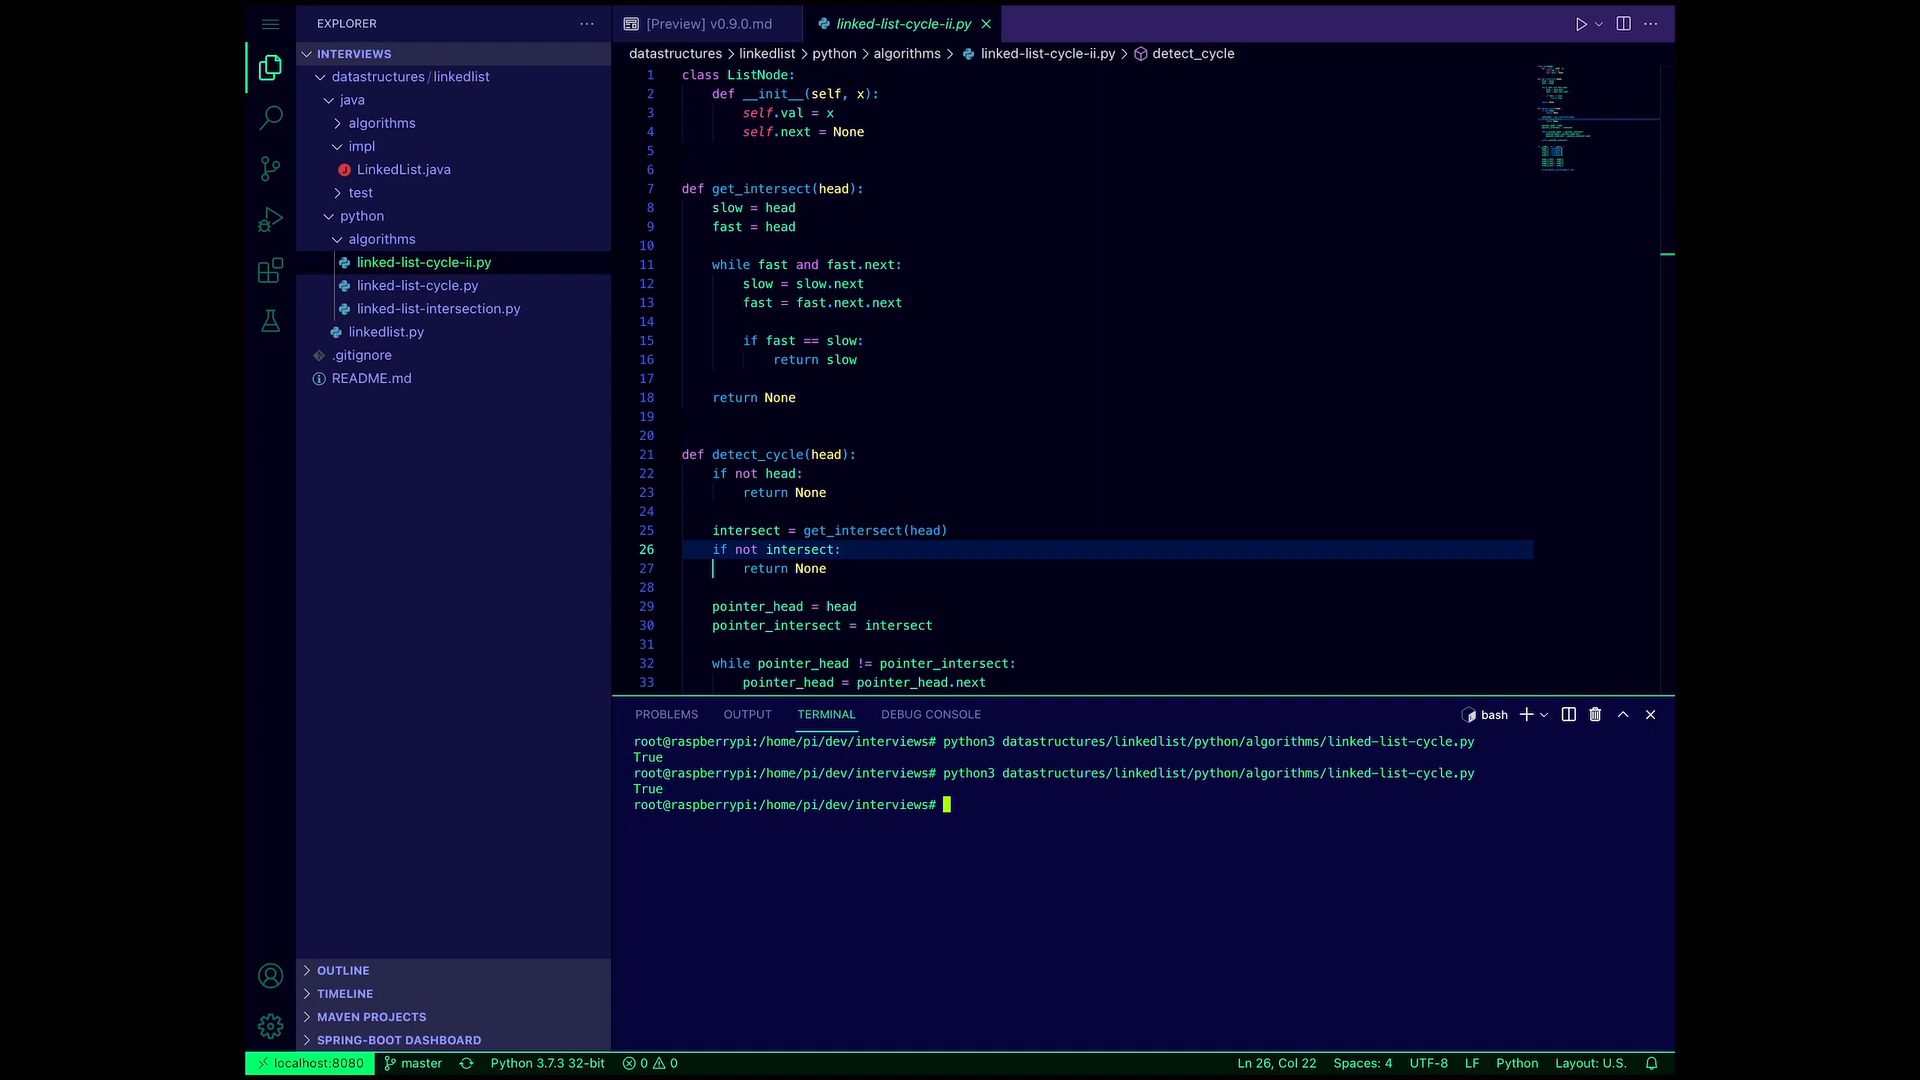 EXPLORER
INTERVIEWS
datastructures / linkedlist
java
algorithms
impl
LinkedList.java
test
python
algorithms
linked-list-cycle-ii.py
linked-list-cycle.py
linked-list-intersection.py
linkedlist.py
.gitignore
README.md
OUTLINE
TIMELINE
MAVEN PROJECTS
SPRING-BOOT DASHBOARD
[Preview] v0.9.0.md
linked-list-cycle-ii.py
datastructures > linkedlist > python > algorithms > linked-list-cycle-ii.py > detect_cycle
1 class ListNode:
2 def __init__(self, x):
3 self.val = x
4 self.next = None
5
6
7 def get_intersect(head):
8 slow = head
9 fast = head
10
11 while fast and fast.next:
12 slow = slow.next
13 fast = fast.next.next
14
15 if fast == slow:
16 return slow
17
18 return None
19
20
21 def detect_cycle(head):
22 if not head:
23 return None
24
25 intersect = get_intersect(head)
26 if not intersect:
27 return None
28
29 pointer_head = head
30 pointer_intersect = intersect
31
32 while pointer_head != pointer_intersect:
33 pointer_head = pointer_head.next
PROBLEMS OUTPUT TERMINAL DEBUG CONSOLE
bash
root@raspberrypi:/home/pi/dev/interviews# python3 datastructures/linkedlist/python/algorithms/linked-list-cycle.py
True
root@raspberrypi:/home/pi/dev/interviews# python3 datastructures/linkedlist/python/algorithms/linked-list-cycle.py
True
root@raspberrypi:/home/pi/dev/interviews#
localhost:8080 master Python 3.7.3 32-bit 0 0 Ln 26, Col 22 Spaces: 4 UTF-8 LF Python Layout: U.S.